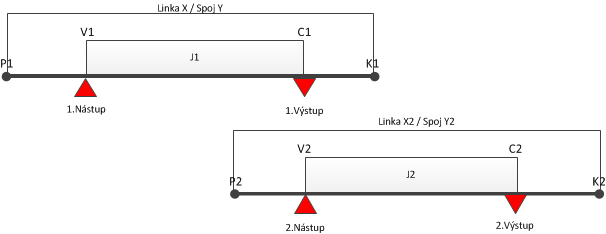 Linka X / Spoj Y
V1
C1
P1
J1
K1
1.Nástup
1.Výstup
Linka X2 / Spoj Y2
V2
C2
P2
J2
K2
2.Nástup
2.Výstup